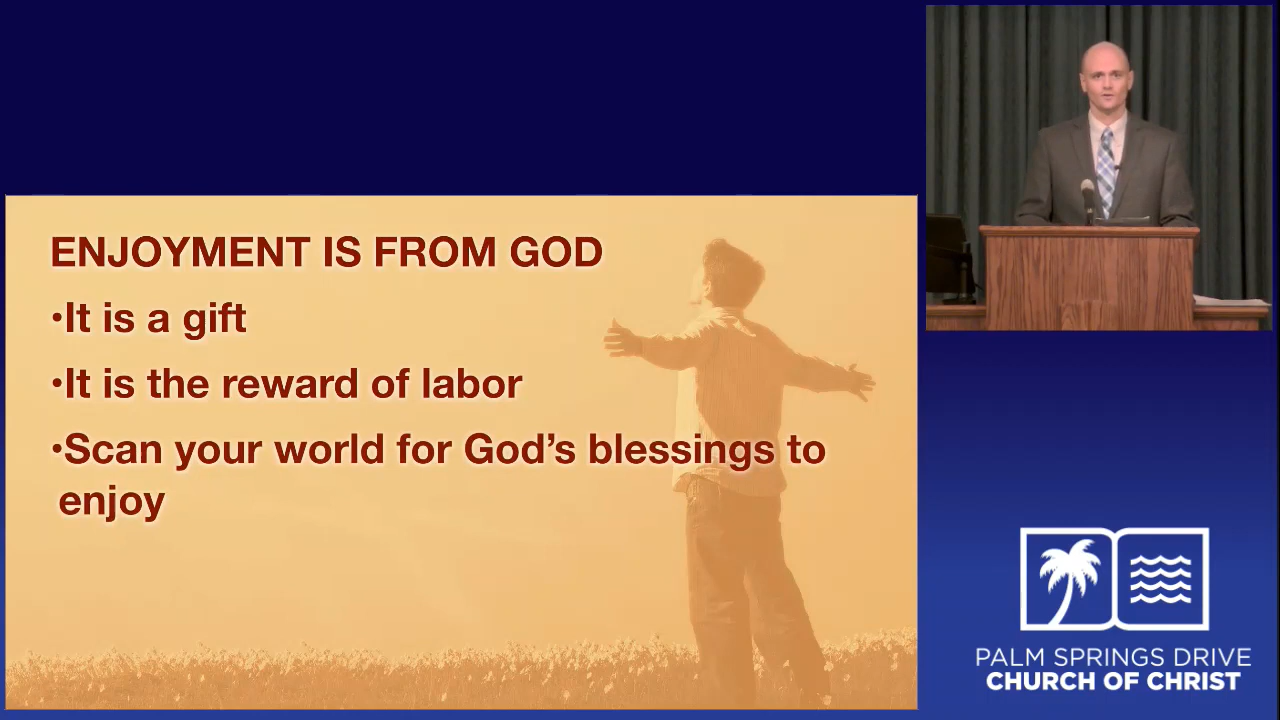 ENJOYMENT IS FROM GOD
•It is a gift
•It is the reward of labor
•Scan your world for God’s blessings to
enjoy
PALM SPRINGS DRIVE
CHURCH OF CHRIST